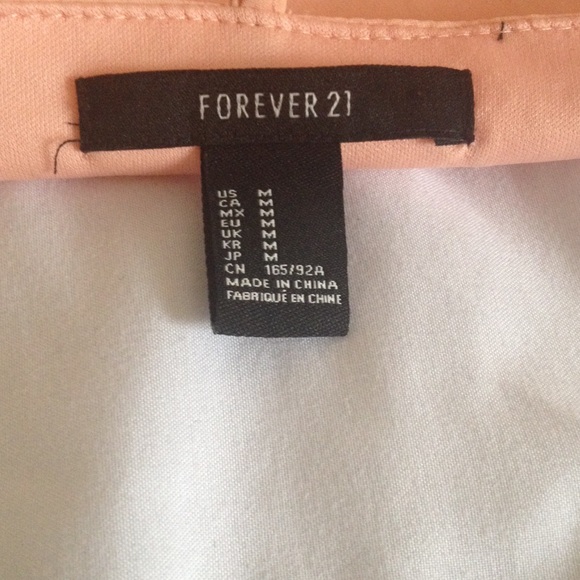 FOREVER 21
US M
CA M
MX M
EU M
UK M
KR M
JP M
CN 165/92A
MADE IN CHINA
FABRIQUÉ EN CHINE